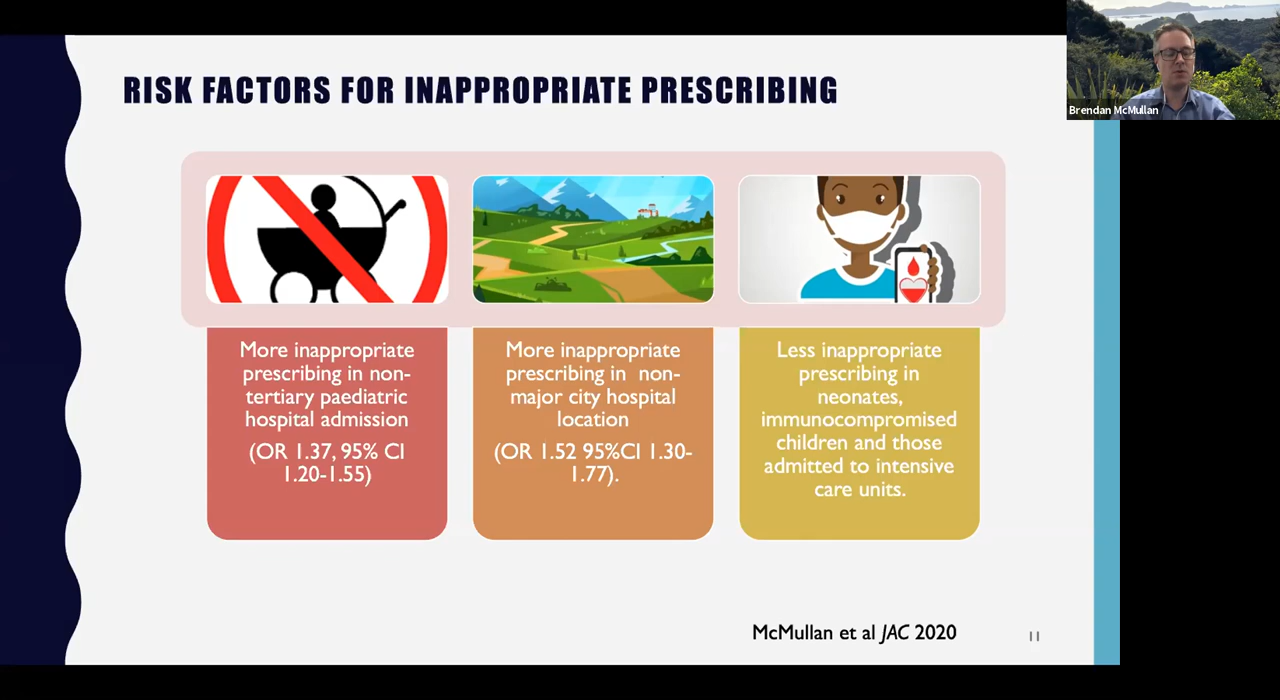 RISK FACTORS FOR INAPPROPRIATE PRESCRIBING
Brendan McMullan
More inappropriate
prescribing in non-
tertiary paediatric
hospital admission
(OR 1.37, 95% CI
1.20-1.55)
More inappropriate
prescribing in non-
major city hospital
location
(OR 1.52 95%CI 1.30-
1.77).
Less inappropriate
prescribing in
neonates,
immunocompromised
children and those
admitted to intensive
care units.
McMullan et al JAC 2020
11